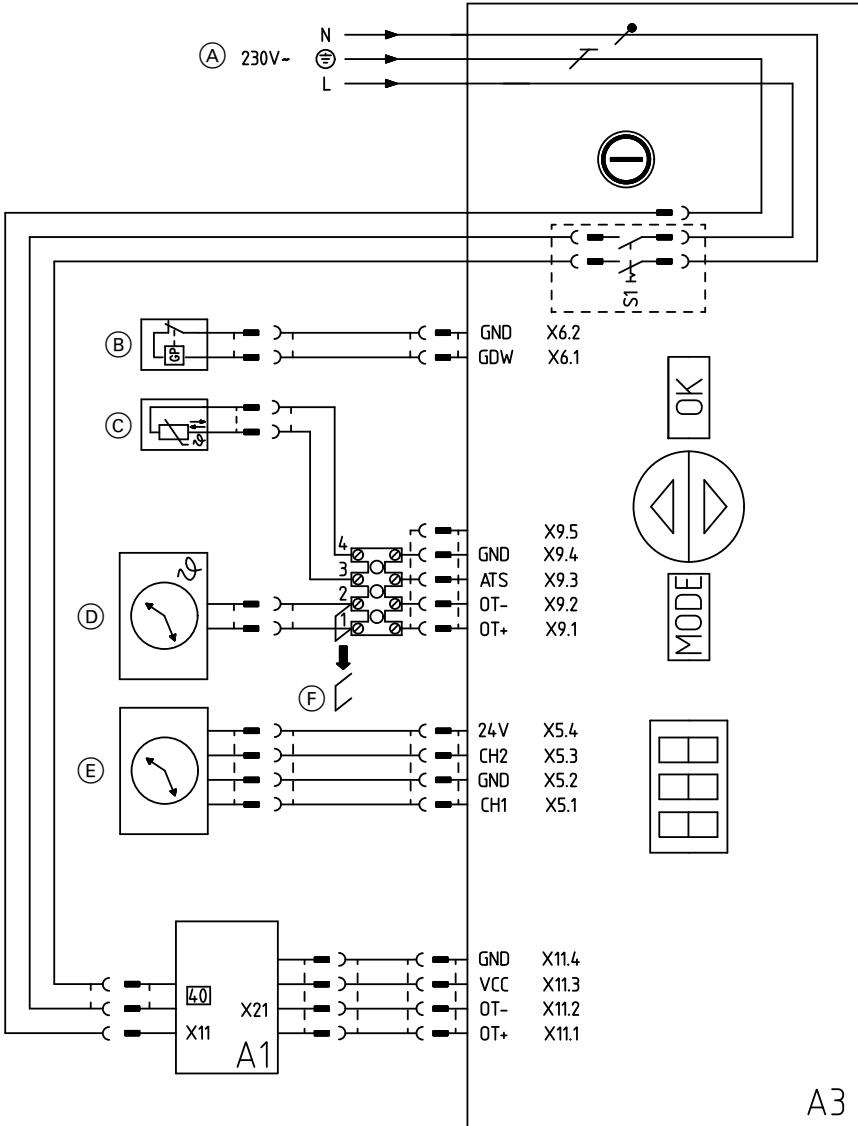 N
A 230V~
L
S1
B GP GND X6.2
GDW X6.1
OK
C ϑ
X9.5
4 GND X9.4
3 ATS X9.3
D ϑ 2 OT- X9.2
1 OT+ X9.1
MODE
F
24V X5.4
CH2 X5.3
E GND X5.2
CH1 X5.1
GND X11.4
40 VCC X11.3
X21 OT- X11.2
X11 OT+ X11.1
A1
A3